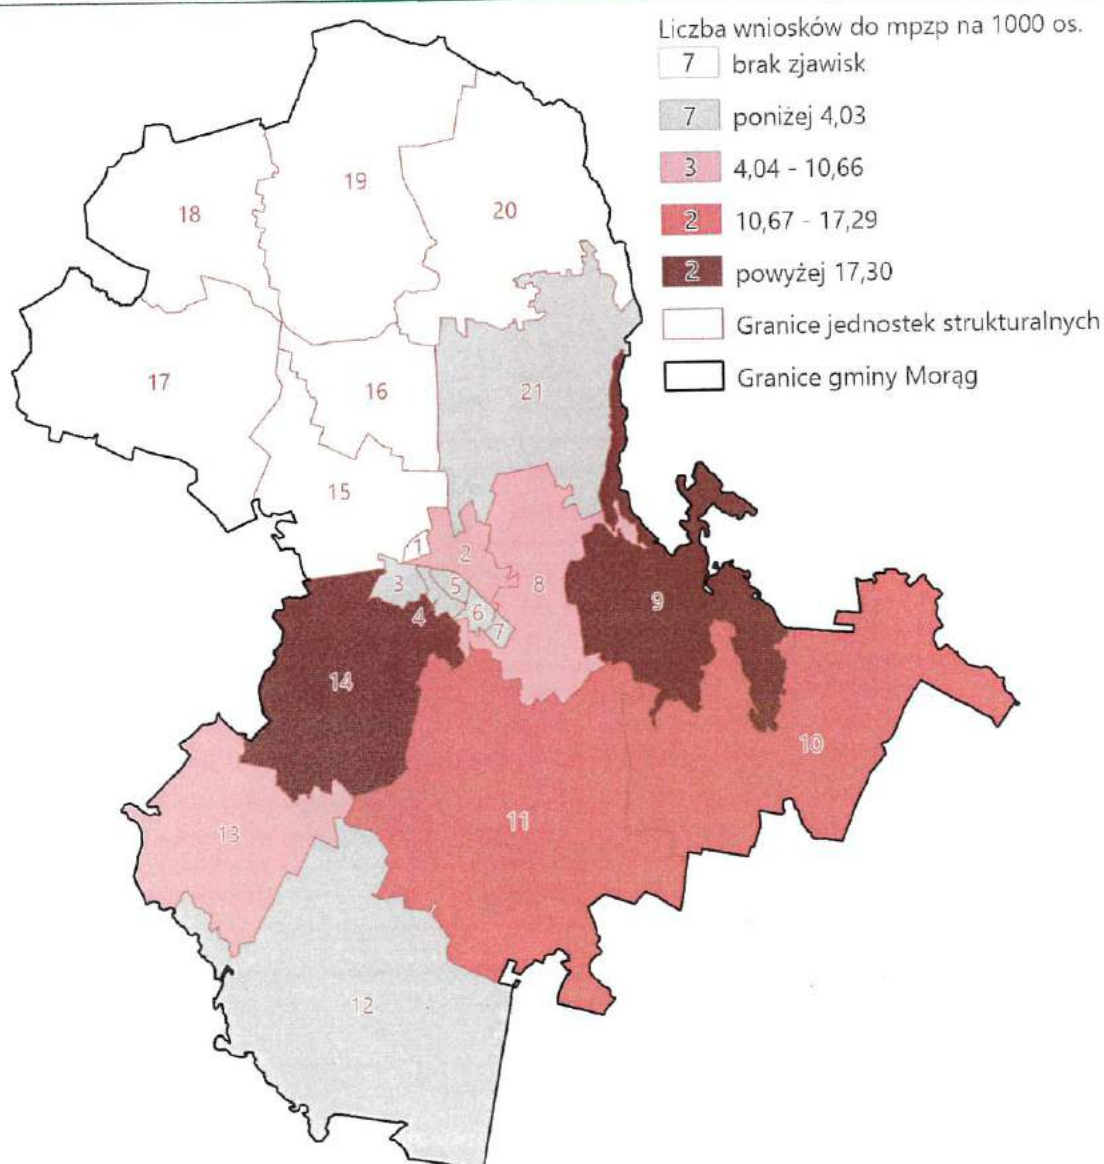 Liczba wniosków do mpzp na 1000 os.
7 brak zjawisk
7 poniżej 4,03
3 4,04 - 10,66
2 10,67 - 17,29
2 powyżej 17,30
Granice jednostek strukturalnych
Granice gminy Morąg
19
18
20
17
16
21
15
1
2
3
5
8
4
6
9
7
14
10
13
11
12